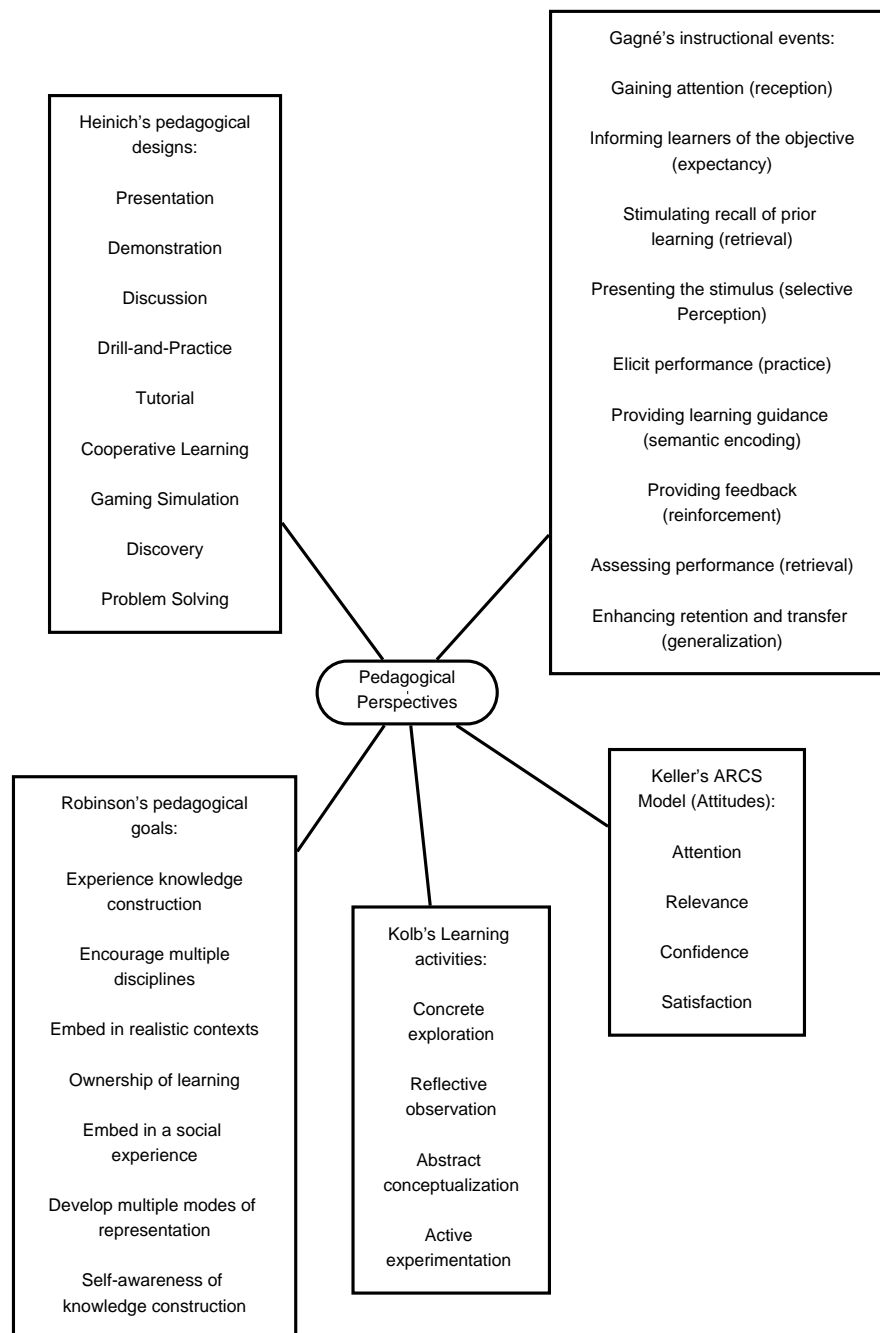 Heinich’s pedagogical
designs:
Presentation
Demonstration
Discussion
Drill-and-Practice
Tutorial
Cooperative Learning
Gaming Simulation
Discovery
Problem Solving
Gagné’s instructional events:
Gaining attention (reception)
Informing learners of the objective
(expectancy)
Stimulating recall of prior
learning (retrieval)
Presenting the stimulus (selective
Perception)
Elicit performance (practice)
Providing learning guidance
(semantic encoding)
Providing feedback
(reinforcement)
Assessing performance (retrieval)
Enhancing retention and transfer
(generalization)
Pedagogical
Perspectives
Robinson’s pedagogical
goals:
Experience knowledge
construction
Encourage multiple
disciplines
Embed in realistic contexts
Ownership of learning
Embed in a social
experience
Develop multiple modes of
representation
Self-awareness of
knowledge construction
Kolb’s Learning
activities:
Concrete
exploration
Reflective
observation
Abstract
conceptualization
Active
experimentation
Keller’s ARCS
Model (Attitudes):
Attention
Relevance
Confidence
Satisfaction